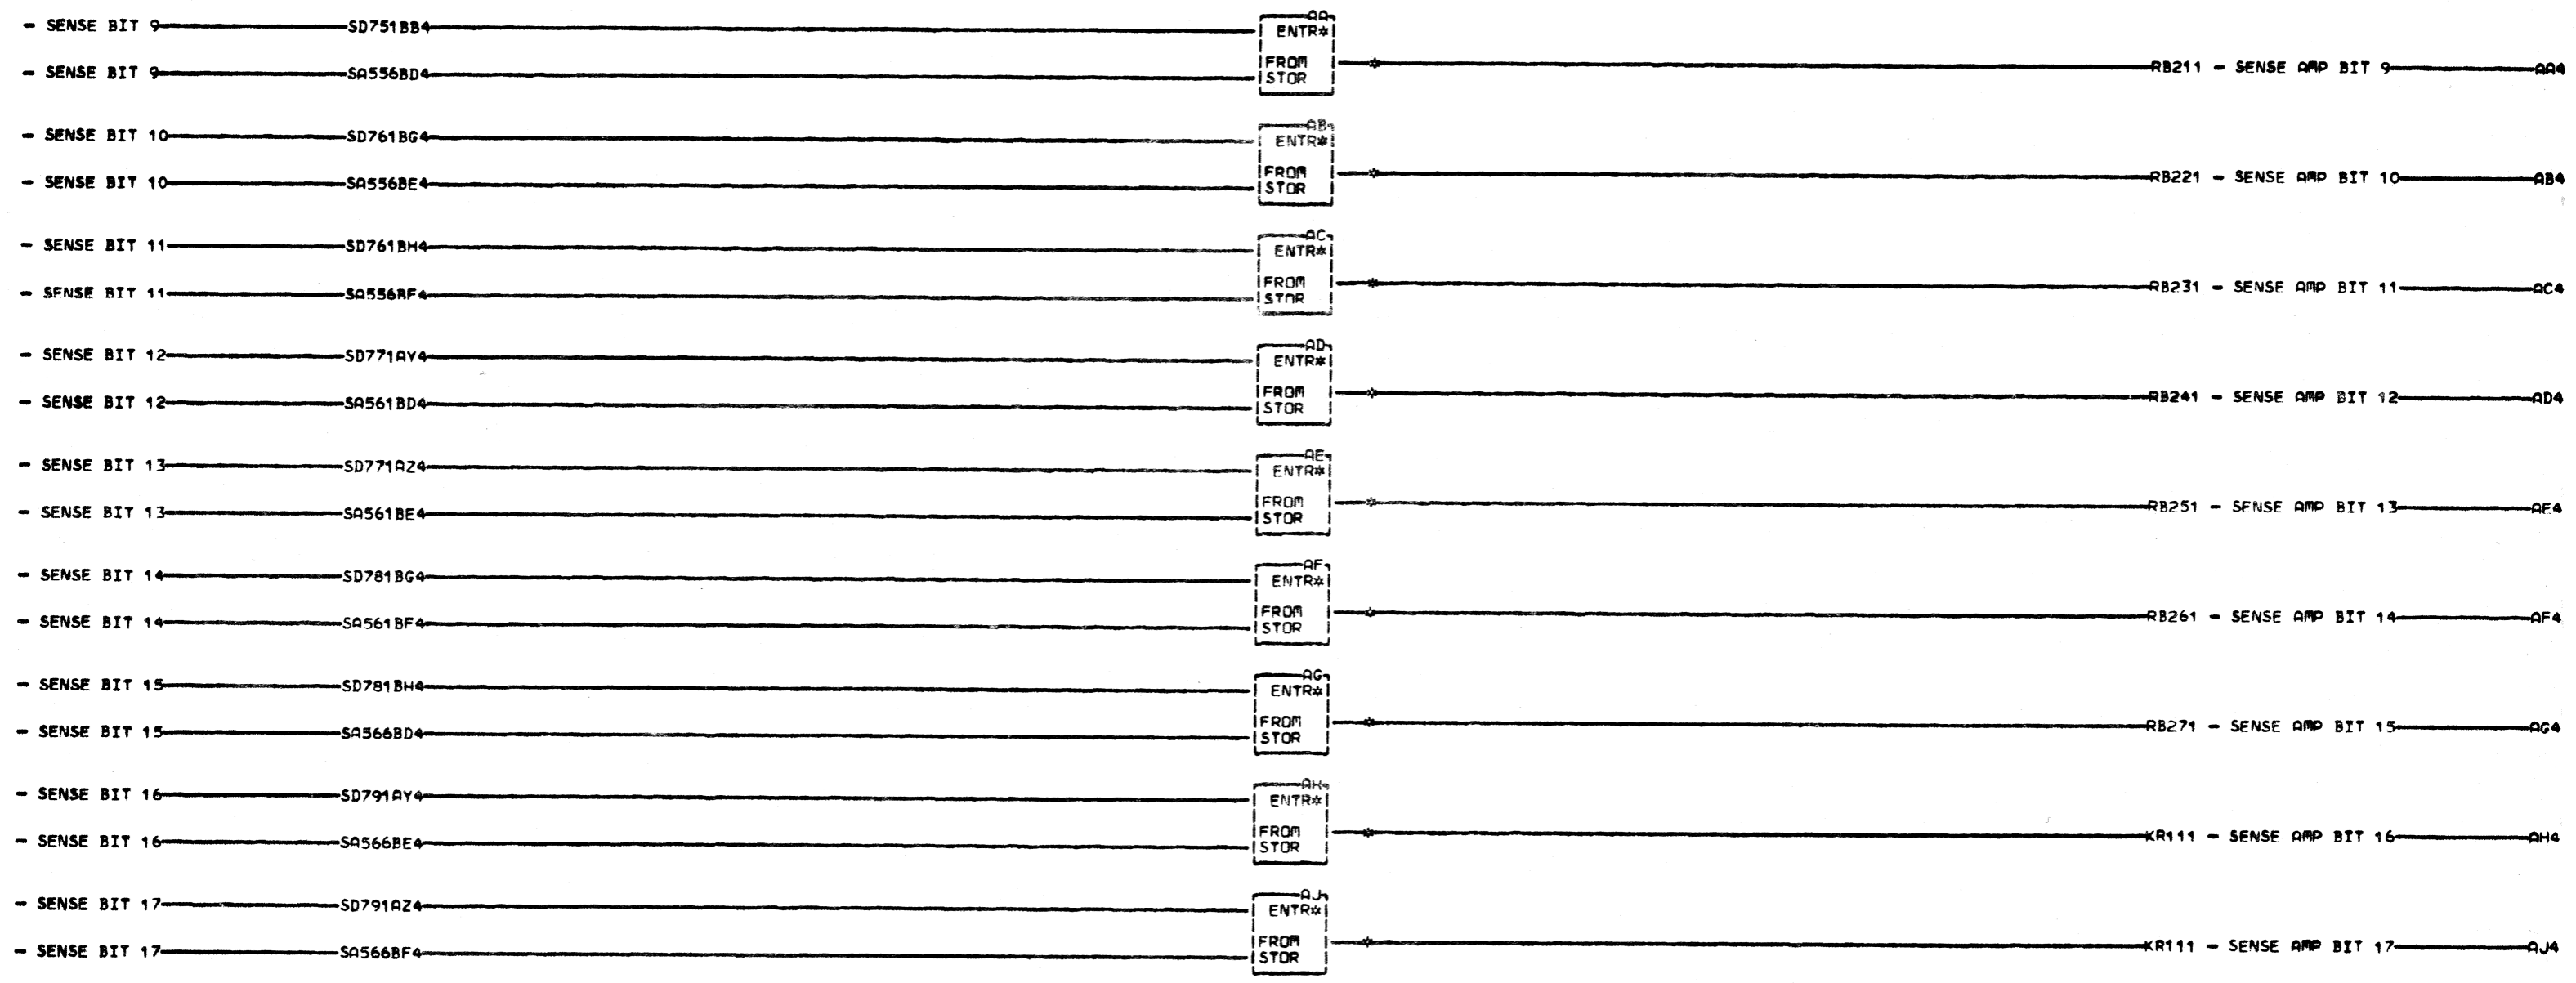 AA
- SENSE BIT 9 SD751BB4 ENTR*
FROM
- SENSE BIT 9 SA556BD4 STOR RB211 - SENSE AMP BIT 9 AA4
AB
- SENSE BIT 10 SD761BG4 ENTR*
FROM
- SENSE BIT 10 SA556BE4 STOR RB221 - SENSE AMP BIT 10 AB4
AC
- SENSE BIT 11 SD761BH4 ENTR*
FROM
- SENSE BIT 11 SA556BF4 STOR RB231 - SENSE AMP BIT 11 AC4
AD
- SENSE BIT 12 SD771AY4 ENTR*
FROM
- SENSE BIT 12 SA561BD4 STOR RB241 - SENSE AMP BIT 12 AD4
AE
- SENSE BIT 13 SD771AZ4 ENTR*
FROM
- SENSE BIT 13 SA561BE4 STOR RB251 - SENSE AMP BIT 13 AE4
AF
- SENSE BIT 14 SD781BG4 ENTR*
FROM
- SENSE BIT 14 SA561BF4 STOR RB261 - SENSE AMP BIT 14 AF4
AG
- SENSE BIT 15 SD781BH4 ENTR*
FROM
- SENSE BIT 15 SA566BD4 STOR RB271 - SENSE AMP BIT 15 AG4
AH
- SENSE BIT 16 SD791AY4 ENTR*
FROM
- SENSE BIT 16 SA566BE4 STOR KR111 - SENSE AMP BIT 16 AH4
AJ
- SENSE BIT 17 SD791AZ4 ENTR*
FROM
- SENSE BIT 17 SA566BF4 STOR KR111 - SENSE AMP BIT 17 AJ4